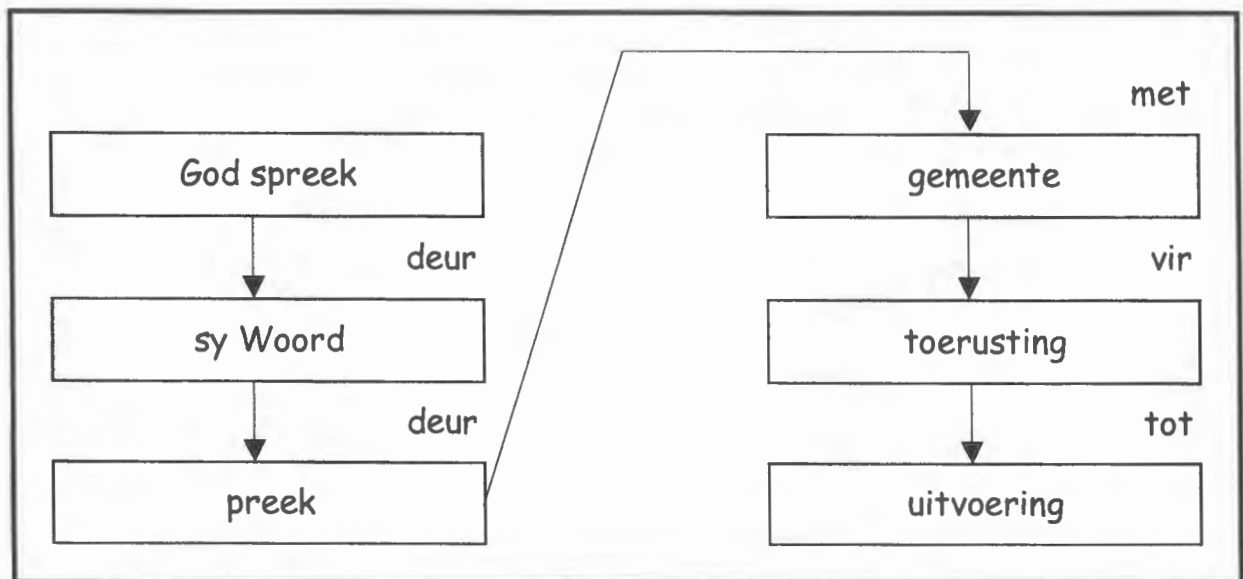 God spreek
deur
sy Woord
deur
preek
met
gemeente
vir
toerusting
tot
uitvoering